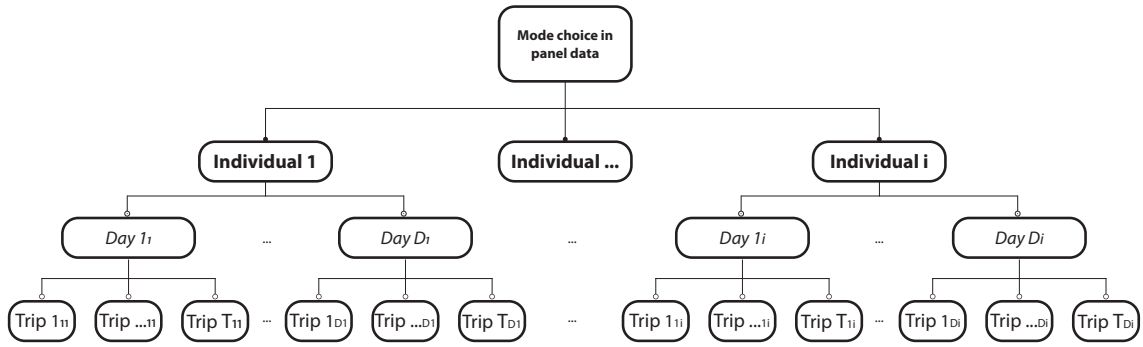 Mode choice in
panel data
Individual 1
Individual ...
Individual i
Day 1₁
...
Day D₁
...
Day 1i
...
Day Di
Trip 1₁₁
Trip ...₁₁
Trip T₁₁
...
Trip 1D1
Trip ...D1
Trip TD1
...
Trip 1₁i
Trip ...₁i
Trip T₁i
...
Trip 1Di
Trip ...Di
Trip TDi